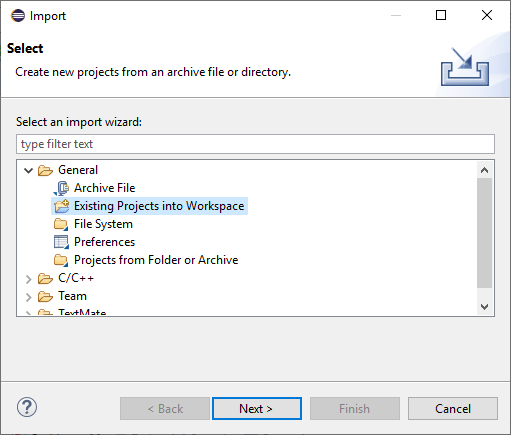 Import
Select
Create new projects from an archive file or directory.
Select an import wizard:
type filter text
General
Archive File
Existing Projects into Workspace
File System
Preferences
Projects from Folder or Archive
C/C++
Team
TextMate
?
< Back
Next >
Finish
Cancel